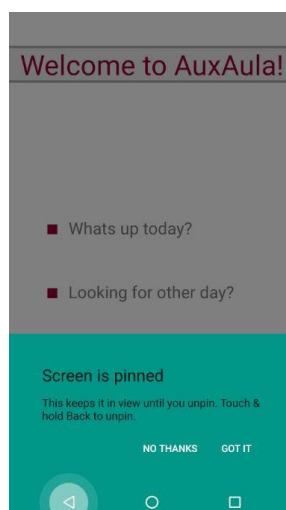 Welcome to AuxAula!
Whats up today?
Looking for other day?
Screen is pinned
This keeps it in view until you unpin. Touch &
hold Back to unpin.
NO THANKS GOT IT